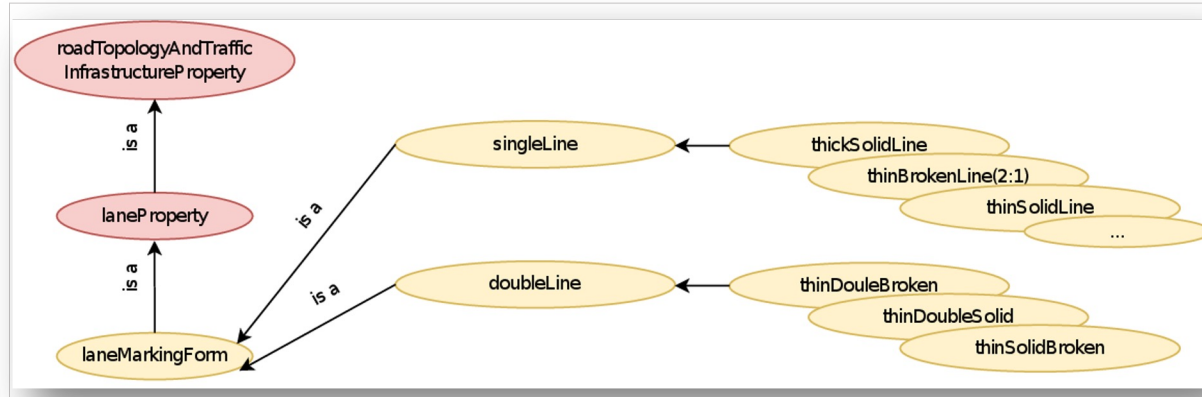 roadTopologyAndTraffic
InfrastructureProperty
is a
laneProperty
is a
laneMarkingForm
is a
is a
singleLine
doubleLine
thickSolidLine
thinBrokenLine(2:1)
thinSolidLine
...
thinDouleBroken
thinDoubleSolid
thinSolidBroken